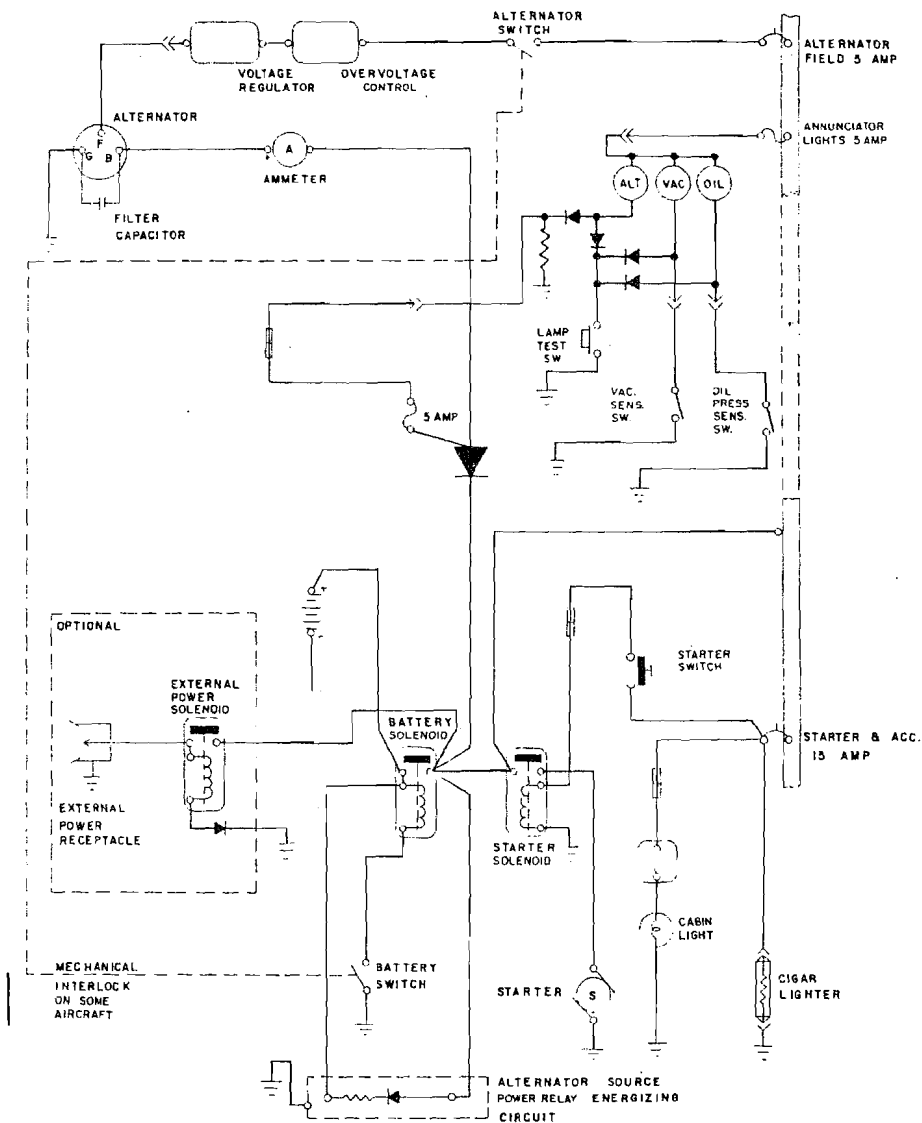 ALTERNATOR
SWITCH
ALTERNATOR
FIELD 5 AMP
VOLTAGE
REGULATOR
OVERVOLTAGE
CONTROL
ALTERNATOR
F
G
B
A
AMMETER
FILTER
CAPACITOR
ANNUNCIATOR
LIGHTS 5 AMP
ALT
VAC
OIL
LAMP
TEST
SW
VAC.
SENS.
SW.
OIL
PRESS
SENS.
SW.
5 AMP
OPTIONAL
EXTERNAL
POWER
SOLENOID
EXTERNAL
POWER
RECEPTACLE
BATTERY
SOLENOID
STARTER
SWITCH
STARTER & ACC.
15 AMP
STARTER
SOLENOID
CABIN
LIGHT
MECHANICAL
INTERLOCK
ON SOME
AIRCRAFT
BATTERY
SWITCH
STARTER
S
CIGAR
LIGHTER
ALTERNATOR SOURCE
POWER RELAY ENERGIZING
CIRCUIT